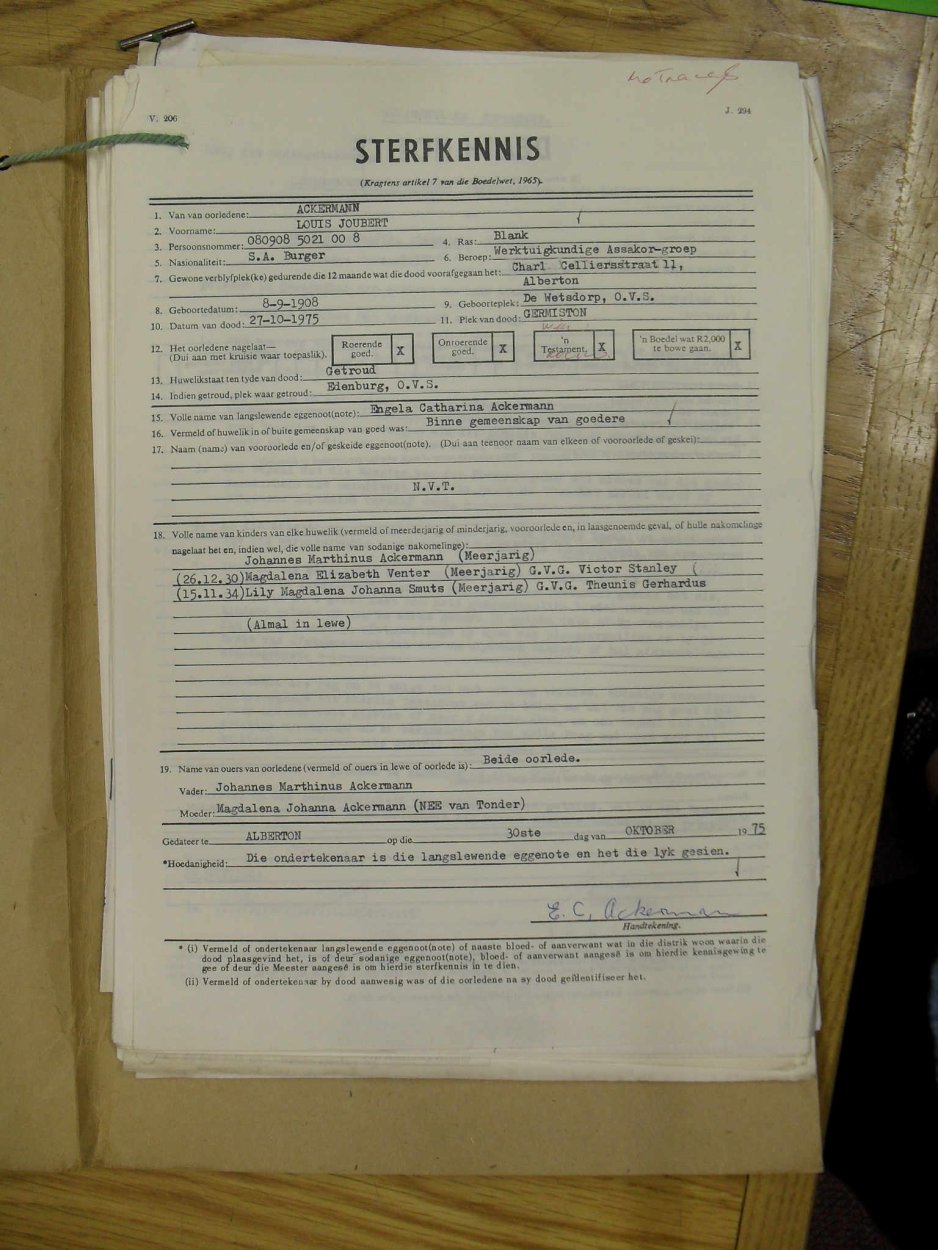 V. 206
J. 294
STERFKENNIS
(Kragtens artikel 7 van die Boedelwet, 1965).
1. Van van oorledene: ACKERMANN
2. Voorname: LOUIS JOUBERT
3. Persoonsnommer: 080908 5021 00 8 4. Ras: Blank
5. Nasionaliteit: S.A. Burger 6. Beroep: Werktuigkundige Assakor-groep
7. Gewone verblyfplek(ke) gedurende die 12 maande wat die dood voorafgegaan het: Charl Celliersstraat 11,
Alberton
8. Geboortedatum: 8-9-1908 9. Geboorteplek: De Wetsdorp, O.V.S.
10. Datum van dood: 27-10-1975 11. Plek van dood: GERMISTON
12. Het oorledene nagelaat— (Dui aan met kruisie waar toepaslik). Roerende goed. X Onroerende goed. X 'n Testament. X 'n Boedel wat R2,000 te bowe gaan. X
13. Huwelikstaat ten tyde van dood: Getroud
14. Indien getroud, plek waar getroud: Edenburg, O.V.S.
15. Volle name van langslewende eggenoot(note): Engela Catharina Ackermann
16. Vermeld of huwelik in of buite gemeenskap van goed was: Binne gemeenskap van goedere
17. Naam (name) van vooroorlede en/of geskeide eggenoot(note). (Dui aan teenoor naam van elkeen of vooroorlede of geskei):
N.V.T.
18. Volle name van kinders van elke huwelik (vermeld of meerderjarig of minderjarig, vooroorlede en, in laasgenoemde geval, of hulle nakomelinge
nagelaat het en, indien wel, die volle name van sodanige nakomelinge):
Johannes Marthinus Ackermann (Meerjarig)
(26.12.30) Magdalena Elizabeth Venter (Meerjarig) G.V.G. Victor Stanley
(15.11.34) Lily Magdalena Johanna Smuts (Meerjarig) G.V.G. Theunis Gerhardus
(Almal in lewe)
19. Name van ouers van oorledene (vermeld of ouers in lewe of oorlede is): Beide oorlede.
Vader: Johannes Marthinus Ackermann
Moeder: Magdalena Johanna Ackermann (NEE van Tonder)
Gedateer te ALBERTON op die 30ste dag van OKTOBER 19 75
*Hoedanigheid: Die ondertekenaar is die langslewende eggenote en het die lyk gesien.
E. C. Ackerman
Handtekening.
* (i) Vermeld of ondertekenaar langslewende eggenoot(note) of naaste bloed- of aanverwant wat in die distrik woon waarin die
dood plaasgevind het, is of deur sodanige eggenoot(note), bloed- of aanverwant aangesê is om hierdie kennisgewing te
gee of deur die Meester aangesê is om hierdie sterfkennis in te dien.
(ii) Vermeld of ondertekenaar by dood aanwesig was of die oorledene na sy dood geïdentifiseer het.